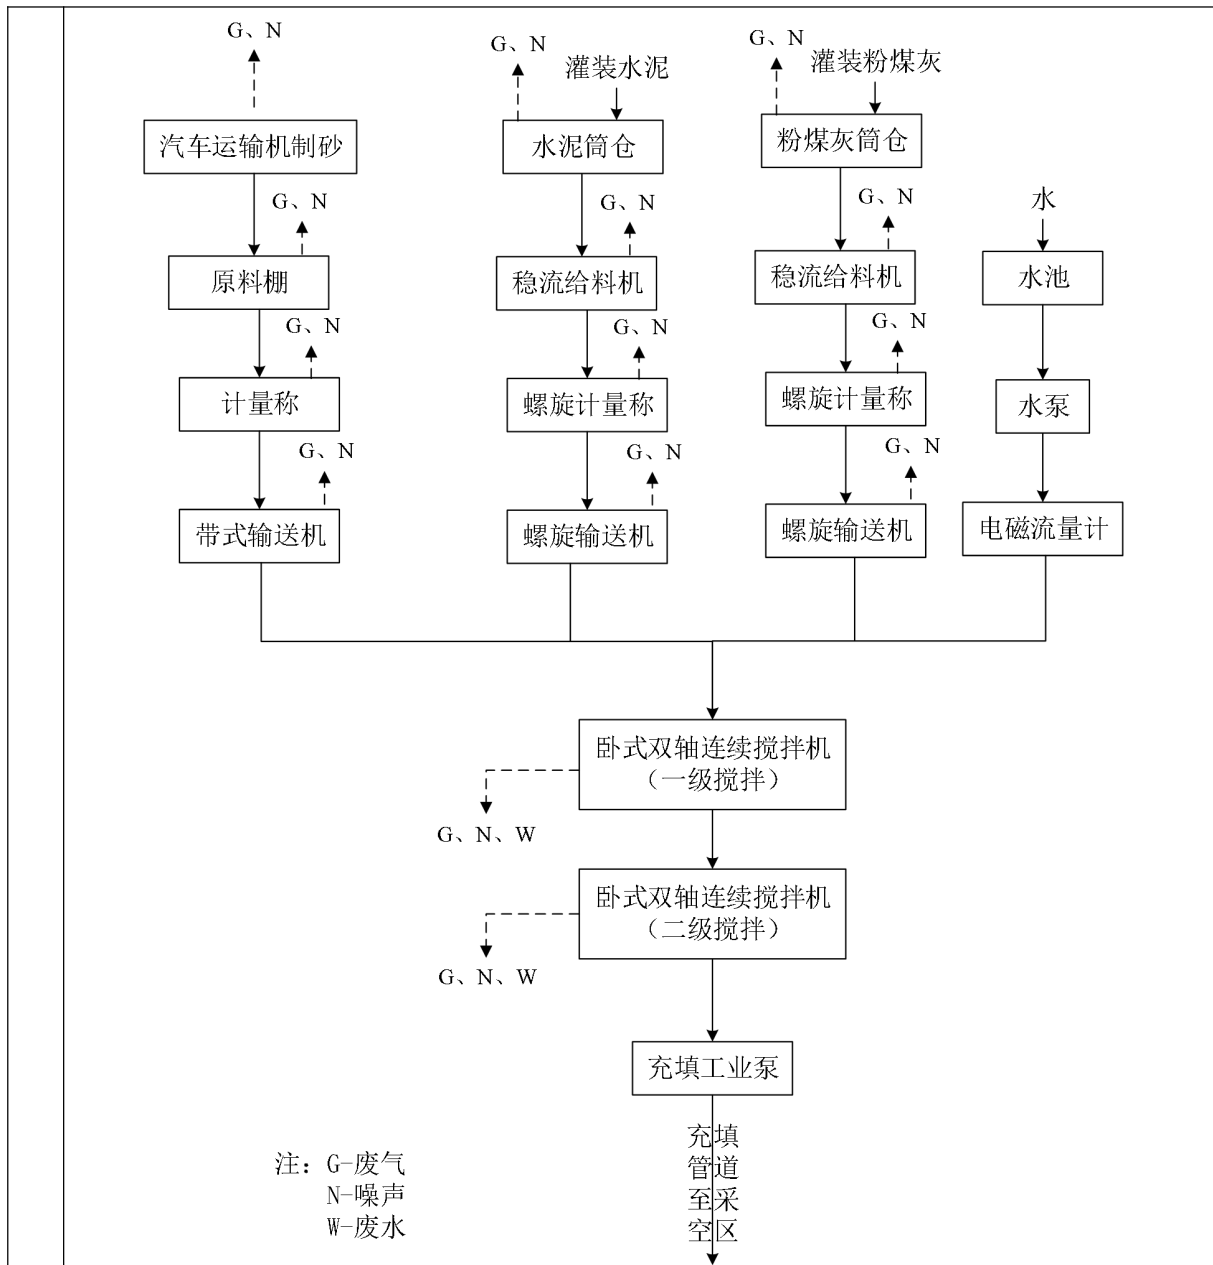 G、N
G、N
G、N
灌装水泥
灌装粉煤灰
汽车运输机制砂
水泥筒仓
粉煤灰筒仓
G、N
G、N
G、N
水
原料棚
稳流给料机
稳流给料机
水池
G、N
G、N
G、N
计量称
螺旋计量称
螺旋计量称
水泵
G、N
G、N
G、N
带式输送机
螺旋输送机
螺旋输送机
电磁流量计
卧式双轴连续搅拌机
（一级搅拌）
G、N、W
卧式双轴连续搅拌机
（二级搅拌）
G、N、W
充填工业泵
充填
管道
至采
空区
注：G-废气
N-噪声
W-废水